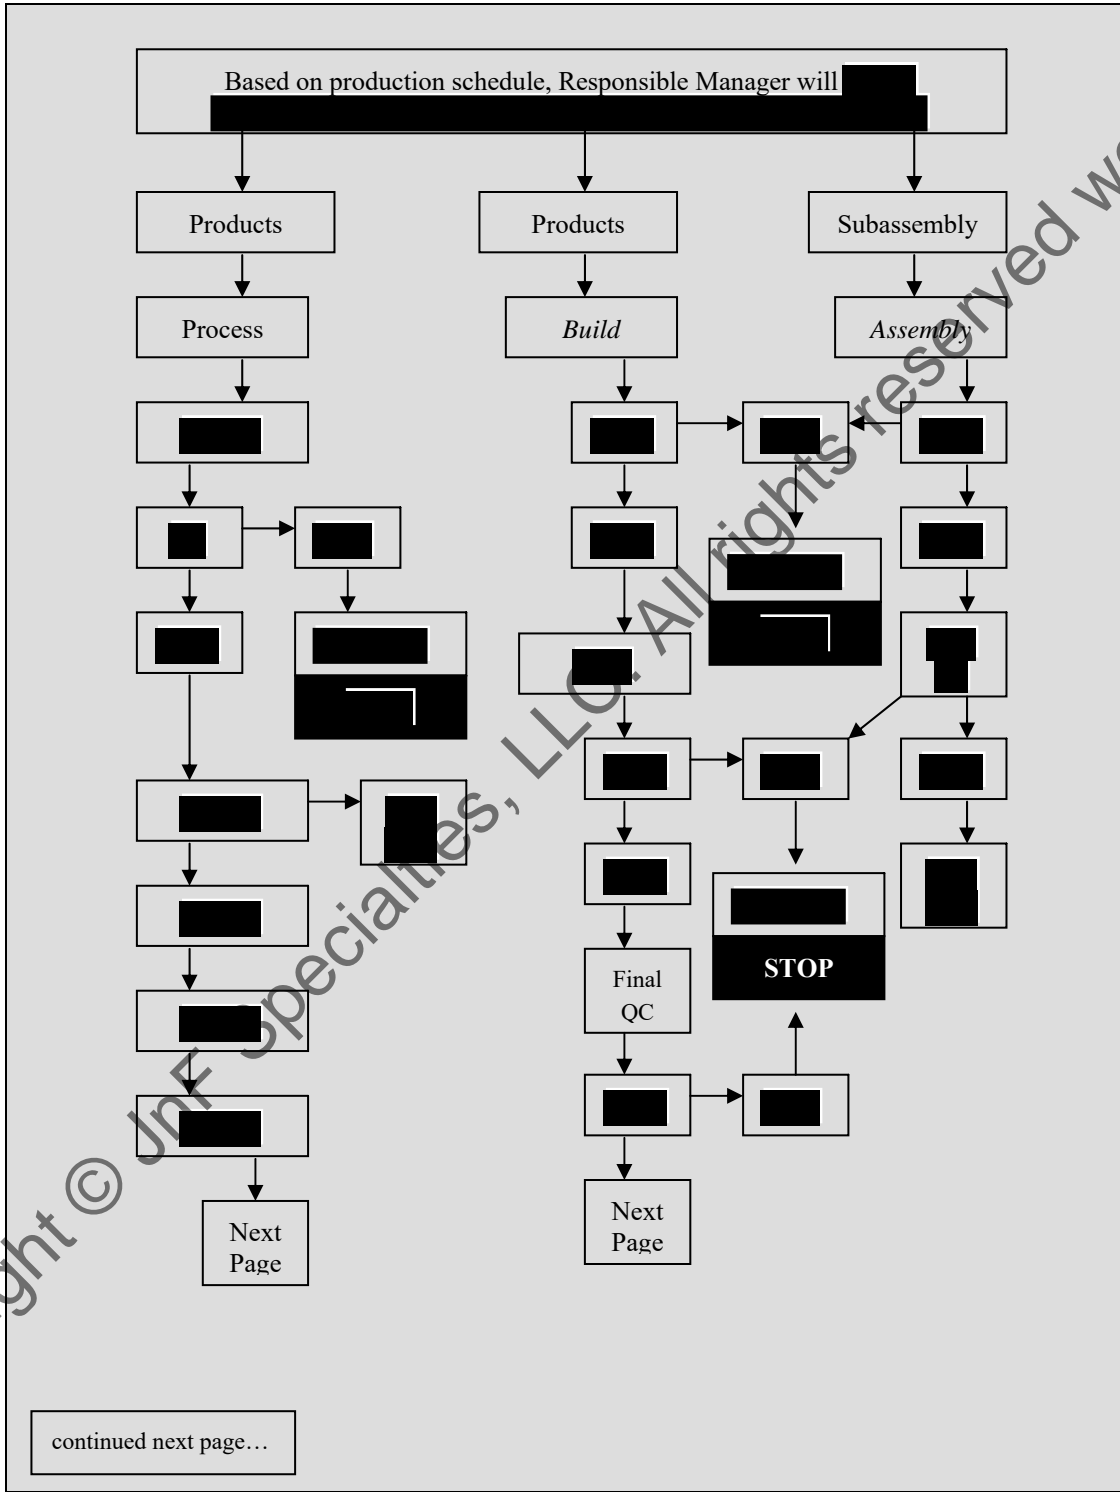 Based on production schedule, Responsible Manager will
Products
Products
Subassembly
Process
Build
Assembly
STOP
Final
QC
Next
Page
Next
Page
continued next page…
ght © JnF Specialties, LLC. All rights reserved w